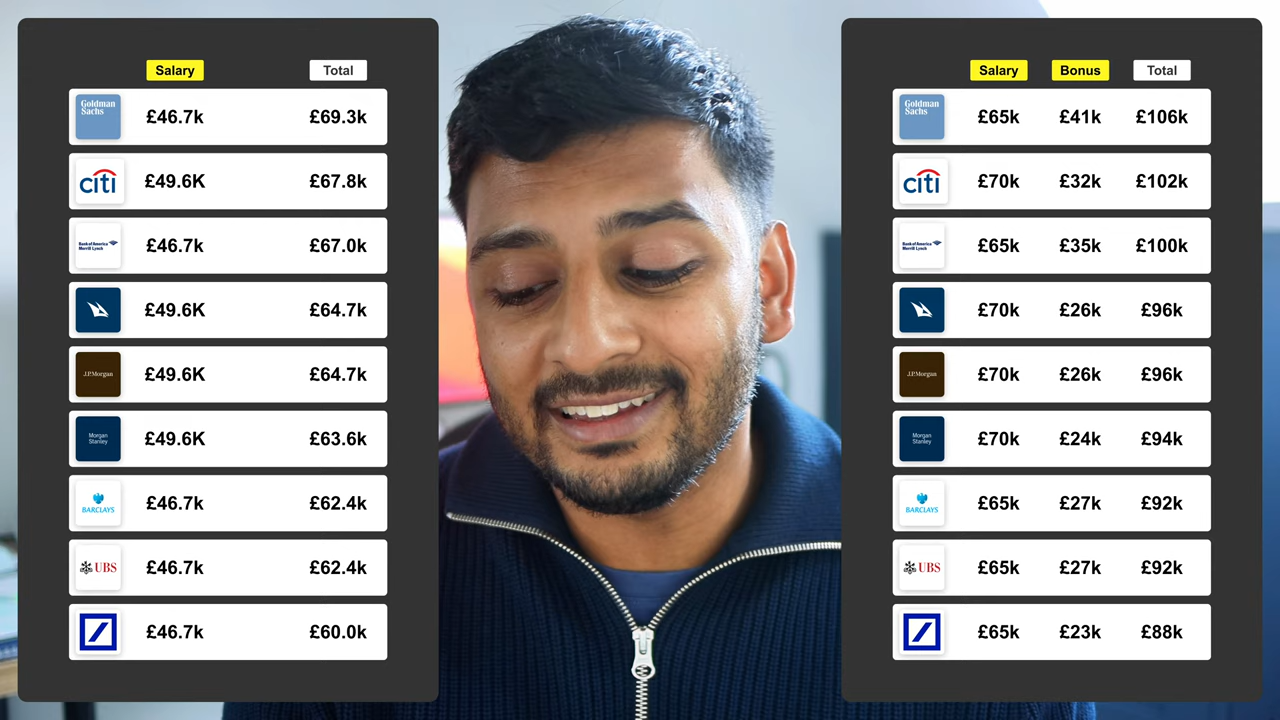 Salary Total
Goldman Sachs £46.7k £69.3k
citi £49.6K £67.8k
Bank of America Merrill Lynch £46.7k £67.0k
£49.6K £64.7k
J.P.Morgan £49.6K £64.7k
Morgan Stanley £49.6K £63.6k
BARCLAYS £46.7k £62.4k
UBS £46.7k £62.4k
£46.7k £60.0k
Salary Bonus Total
Goldman Sachs £65k £41k £106k
citi £70k £32k £102k
Bank of America Merrill Lynch £65k £35k £100k
£70k £26k £96k
J.P.Morgan £70k £26k £96k
Morgan Stanley £70k £24k £94k
BARCLAYS £65k £27k £92k
UBS £65k £27k £92k
£65k £23k £88k